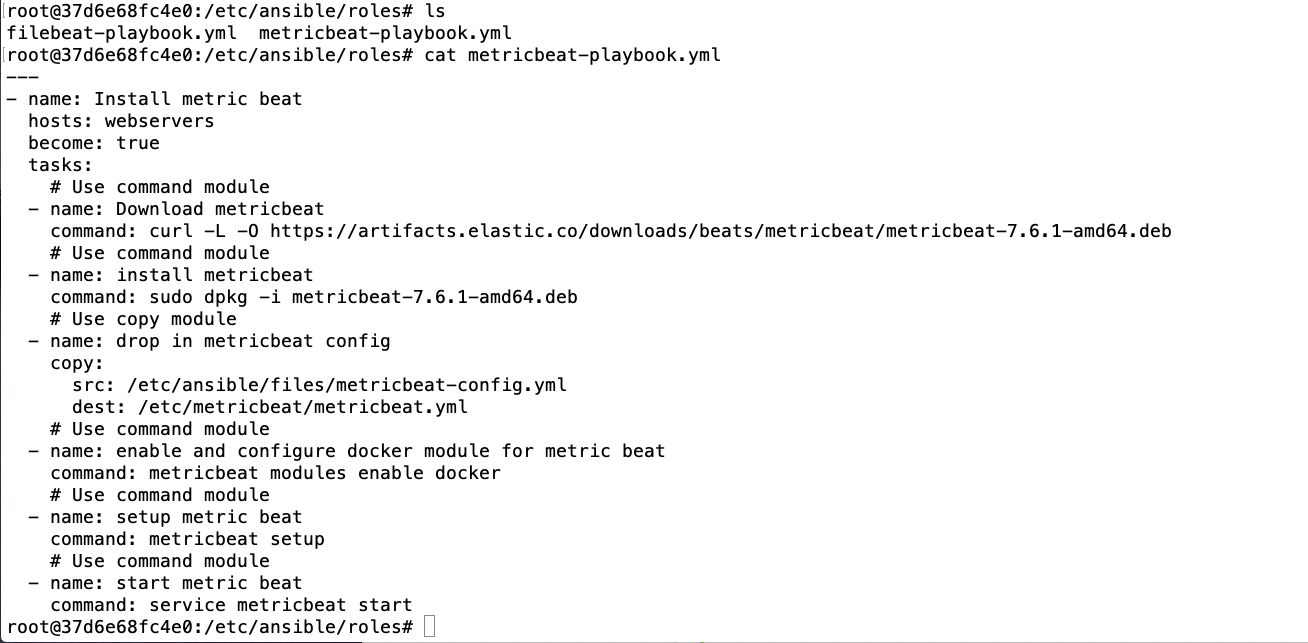 root@37d6e68fc4e0:/etc/ansible/roles# ls
filebeat-playbook.yml  metricbeat-playbook.yml
root@37d6e68fc4e0:/etc/ansible/roles# cat metricbeat-playbook.yml
---
- name: Install metric beat
  hosts: webservers
  become: true
  tasks:
    # Use command module
  - name: Download metricbeat
    command: curl -L -O https://artifacts.elastic.co/downloads/beats/metricbeat/metricbeat-7.6.1-amd64.deb
    # Use command module
  - name: install metricbeat
    command: sudo dpkg -i metricbeat-7.6.1-amd64.deb
    # Use copy module
  - name: drop in metricbeat config
    copy:
      src: /etc/ansible/files/metricbeat-config.yml
      dest: /etc/metricbeat/metricbeat.yml
    # Use command module
  - name: enable and configure docker module for metric beat
    command: metricbeat modules enable docker
    # Use command module
  - name: setup metric beat
    command: metricbeat setup
    # Use command module
  - name: start metric beat
    command: service metricbeat start
root@37d6e68fc4e0:/etc/ansible/roles#